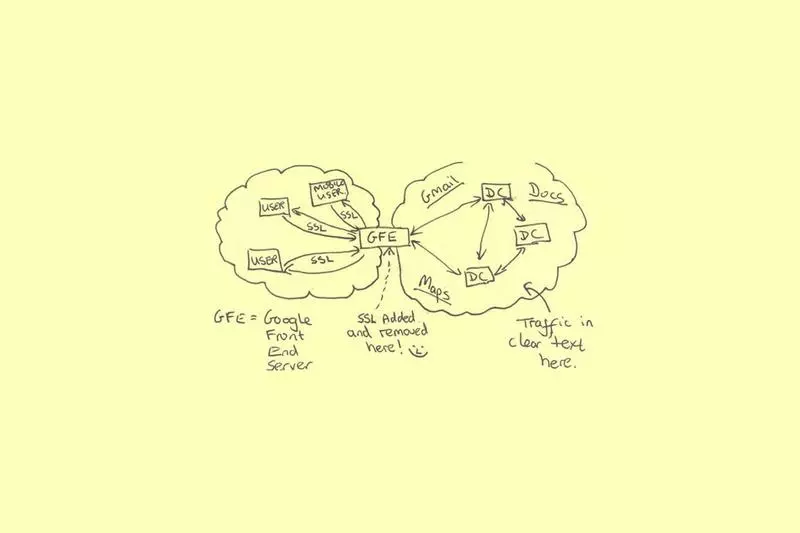 MOBILE
USER
USER
SSL
SSL
USER
SSL
GFE
Gmail
DC
Docs
DC
DC
Maps
GFE = Google
Front
End
Server
SSL Added
and removed
here!
Traffic in
clear text
here.